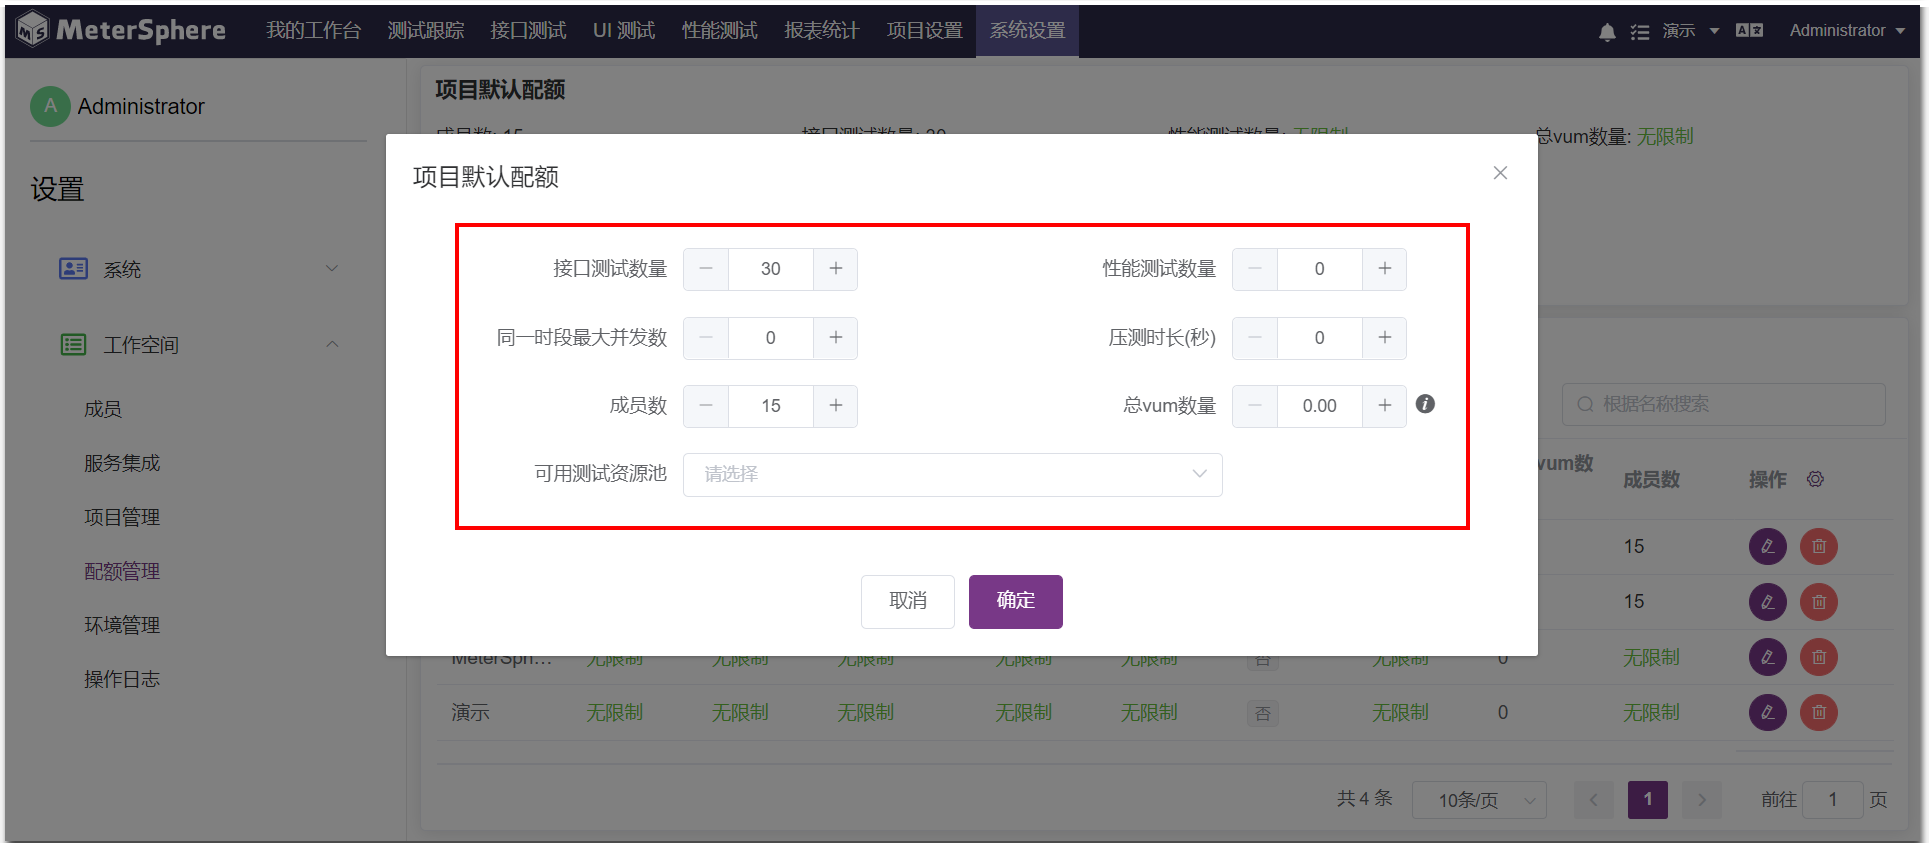 MeterSphere 我的工作台 测试跟踪 接口测试 UI 测试 性能测试 报表统计 项目设置 系统设置 演示 Administrator
A Administrator
设置
系统
工作空间
成员
服务集成
项目管理
配额管理
环境管理
操作日志
项目默认配额
成员数: 15 接口测试数量: 30 性能测试数量: 无限制 总vum数量: 无限制
项目默认配额
接口测试数量 30 性能测试数量 0
同一时段最大并发数 0 压测时长(秒) 0
成员数 15 总vum数量 0.00
可用测试资源池 请选择
取消 确定
根据名称搜索
vum数 成员数 操作
15
15
MeterSph... 无限制 无限制 无限制 无限制 无限制 否 无限制 0 无限制
演示 无限制 无限制 无限制 无限制 无限制 否 无限制 0 无限制
共 4 条 10条/页 1 前往 1 页